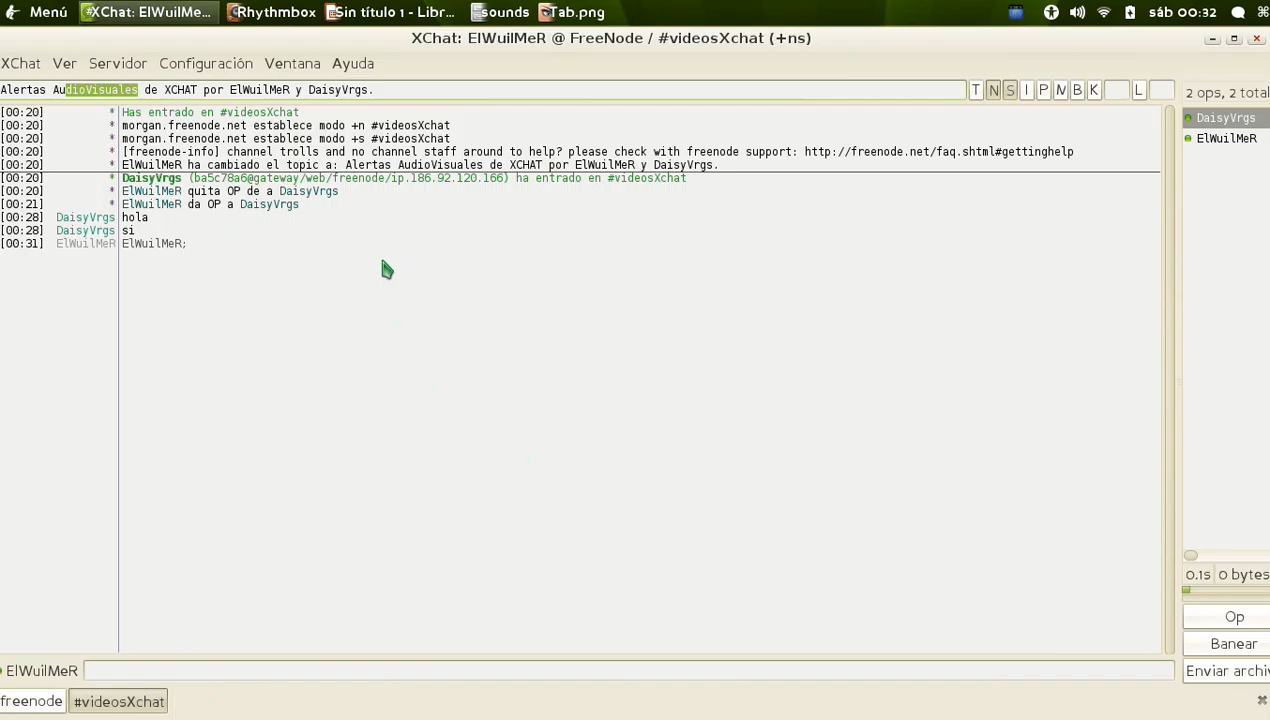 Menú XChat: ElWuilMe... Rhythmbox Sin título 1 - Libr... sounds Tab.png sáb 00:32
XChat: ElWuilMeR @ FreeNode / #videosXchat (+ns)
XChat Ver Servidor Configuración Ventana Ayuda
Alertas AudioVisuales de XCHAT por ElWuilMeR y DaisyVrgs. T N S I P M B K L
2 ops, 2 total
DaisyVrgs
ElWuilMeR
[00:20] * Has entrado en #videosXchat
[00:20] * morgan.freenode.net establece modo +n #videosXchat
[00:20] * morgan.freenode.net establece modo +s #videosXchat
[00:20] * [freenode-info] channel trolls and no channel staff around to help? please check with freenode support: http://freenode.net/faq.shtml#gettinghelp
[00:20] * ElWuilMeR ha cambiado el topic a: Alertas AudioVisuales de XCHAT por ElWuilMeR y DaisyVrgs.
[00:20] * DaisyVrgs (ba5c78a6@gateway/web/freenode/ip.186.92.120.166) ha entrado en #videosXchat
[00:20] * ElWuilMeR quita OP de a DaisyVrgs
[00:21] * ElWuilMeR da OP a DaisyVrgs
[00:28] DaisyVrgs hola
[00:28] DaisyVrgs si
[00:31] ElWuilMeR ElWuilMeR;
0.1s 0 bytes
Op
Banear
Enviar archi
ElWuilMeR
freenode #videosXchat